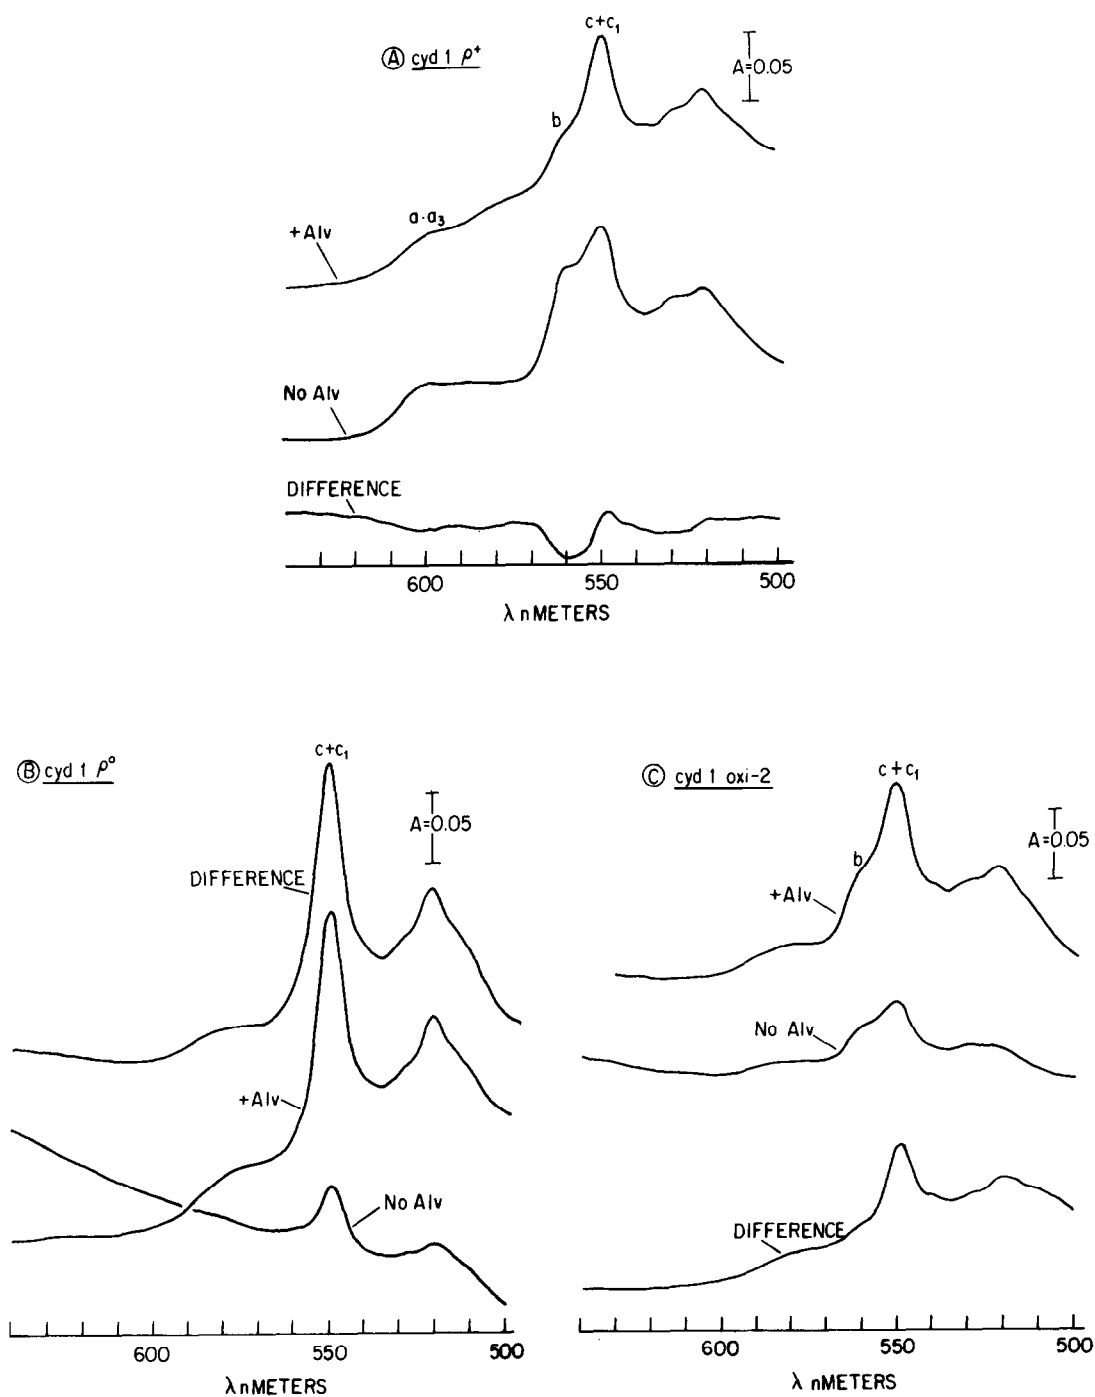 Ⓐ cyd 1 ρ⁺
c+c₁
A=0.05
b
a·a₃
+Alv
No Alv
DIFFERENCE
600 550 500
λ nMETERS
Ⓑ cyd 1 ρ°
c+c₁
A=0.05
DIFFERENCE
+Alv
No Alv
600 550 500
λ nMETERS
Ⓒ cyd 1 oxi-2
c+c₁
A=0.05
b
+Alv
No Alv
DIFFERENCE
600 550 500
λ nMETERS